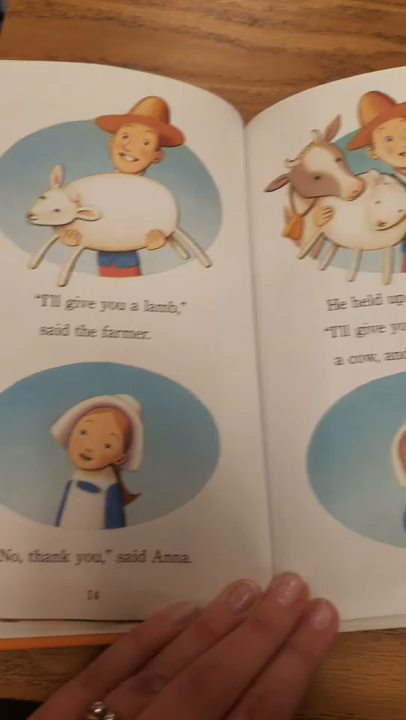 "I'll give you a lamb,"
said the farmer.
No, thank you," said Anna.
14
He held up
"I'll give
a cow, and